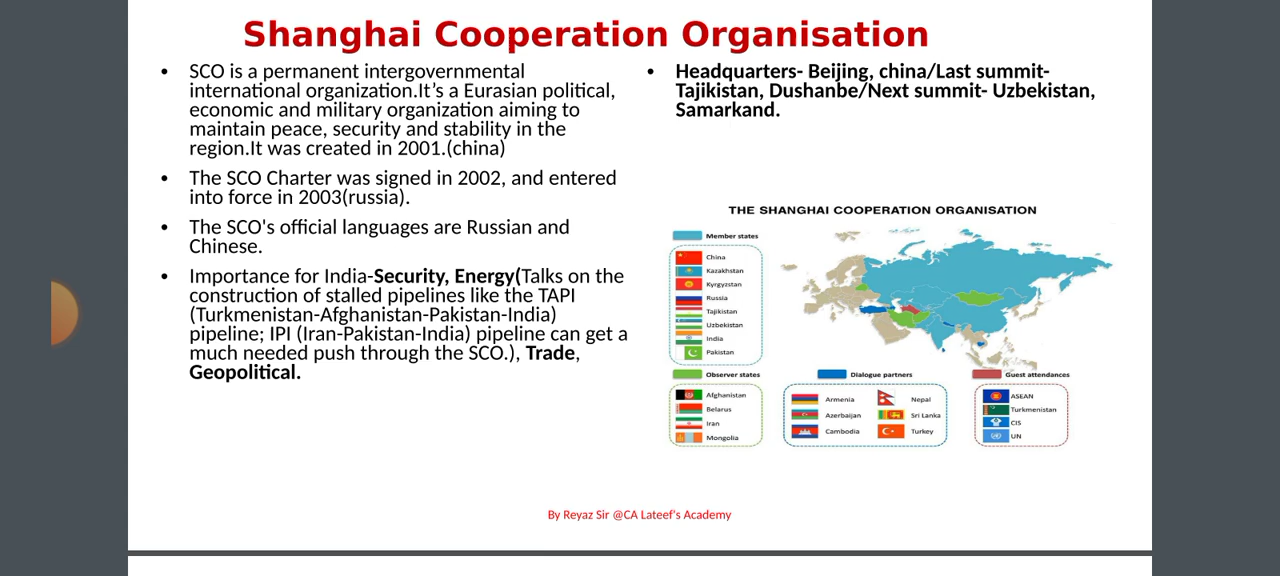 Shanghai Cooperation Organisation
• SCO is a permanent intergovernmental
international organization.It’s a Eurasian political,
economic and military organization aiming to
maintain peace, security and stability in the
region.It was created in 2001.(china)
• The SCO Charter was signed in 2002, and entered
into force in 2003(russia).
• The SCO's official languages are Russian and
Chinese.
• Importance for India-Security, Energy(Talks on the
construction of stalled pipelines like the TAPI
(Turkmenistan-Afghanistan-Pakistan-India)
pipeline; IPI (Iran-Pakistan-India) pipeline can get a
much needed push through the SCO.), Trade,
Geopolitical.
• Headquarters- Beijing, china/Last summit-
Tajikistan, Dushanbe/Next summit- Uzbekistan,
Samarkand.
THE SHANGHAI COOPERATION ORGANISATION
Member states
China
Kazakhstan
Kyrgyzstan
Russia
Tajikistan
Uzbekistan
India
Pakistan
Observer states
Afghanistan
Belarus
Iran
Mongolia
Dialogue partners
Armenia
Azerbaijan
Cambodia
Nepal
Sri Lanka
Turkey
Guest attendances
ASEAN
Turkmenistan
CIS
UN
By Reyaz Sir @CA Lateef's Academy